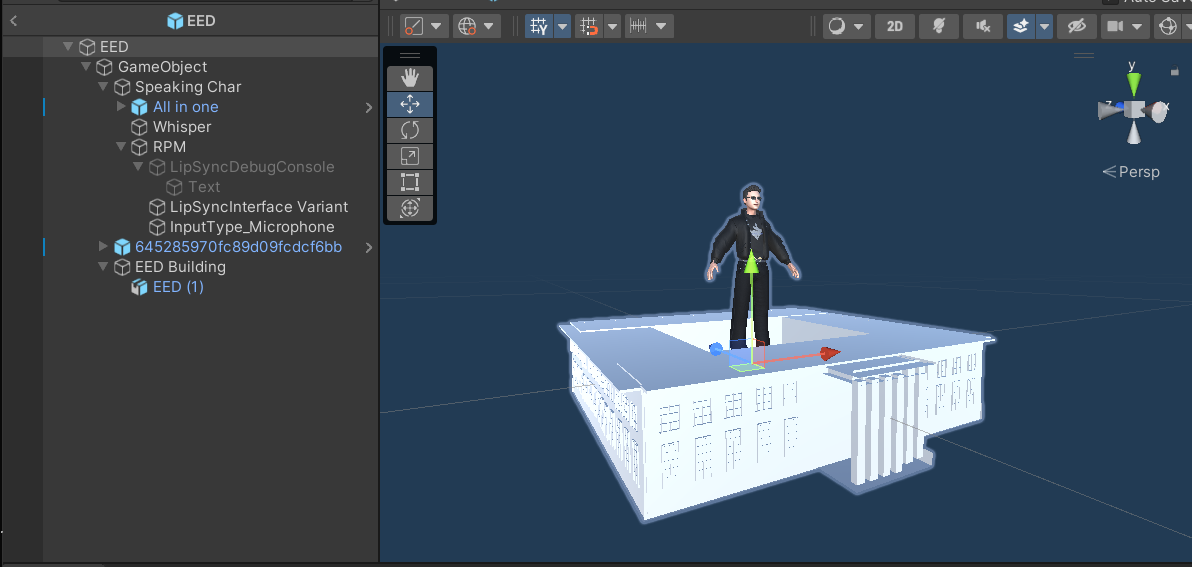 EED
EED
GameObject
Speaking Char
All in one
Whisper
RPM
LipSyncDebugConsole
Text
LipSyncInterface Variant
InputType_Microphone
645285970fc89d09fcdcf6bb
EED Building
EED (1)
Y
2D
y
z
x
Persp